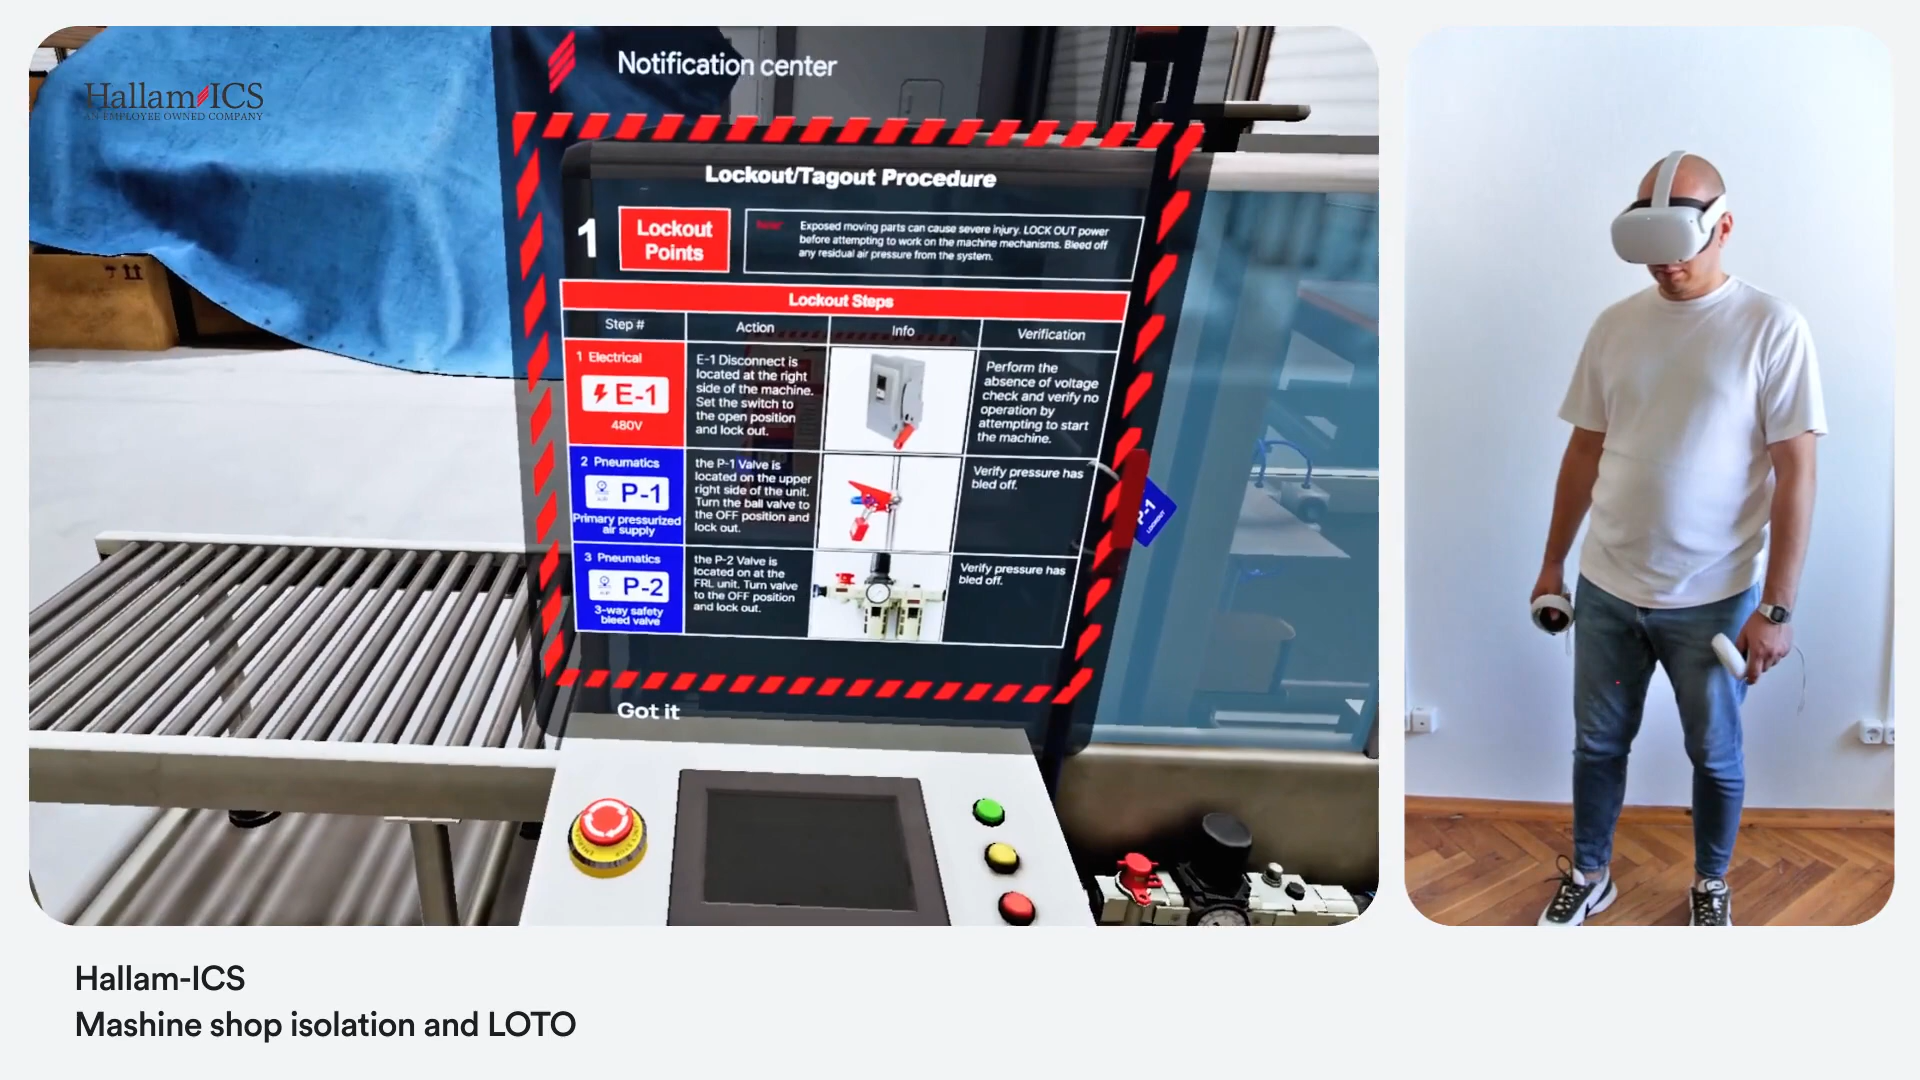 Hallam ICS
AN EMPLOYEE OWNED COMPANY
Notification center
Lockout/Tagout Procedure
1
Lockout
Points
Exposed moving parts can cause severe injury. LOCK OUT power
before attempting to work on the machine mechanisms. Bleed off
any residual air pressure from the system.
Lockout Steps
Step #
Action
Info
Verification
1 Electrical
E-1
480V
E-1 Disconnect is
located at the right
side of the machine.
Set the switch to
the open position
and lock out.
Perform the
absence of voltage
check and verify no
operation by
attempting to start
the machine.
2 Pneumatics
P-1
Primary pressurized
air supply
the P-1 Valve is
located on the upper
right side of the unit.
Turn the ball valve to
the OFF position and
lock out.
Verify pressure has
bled off.
3 Pneumatics
P-2
3-way safety
bleed valve
the P-2 Valve is
located on at the
FRL unit. Turn valve
to the OFF position
and lock out.
Verify pressure has
bled off.
P-1
LOCKOUT
Got it
Hallam-ICS
Mashine shop isolation and LOTO